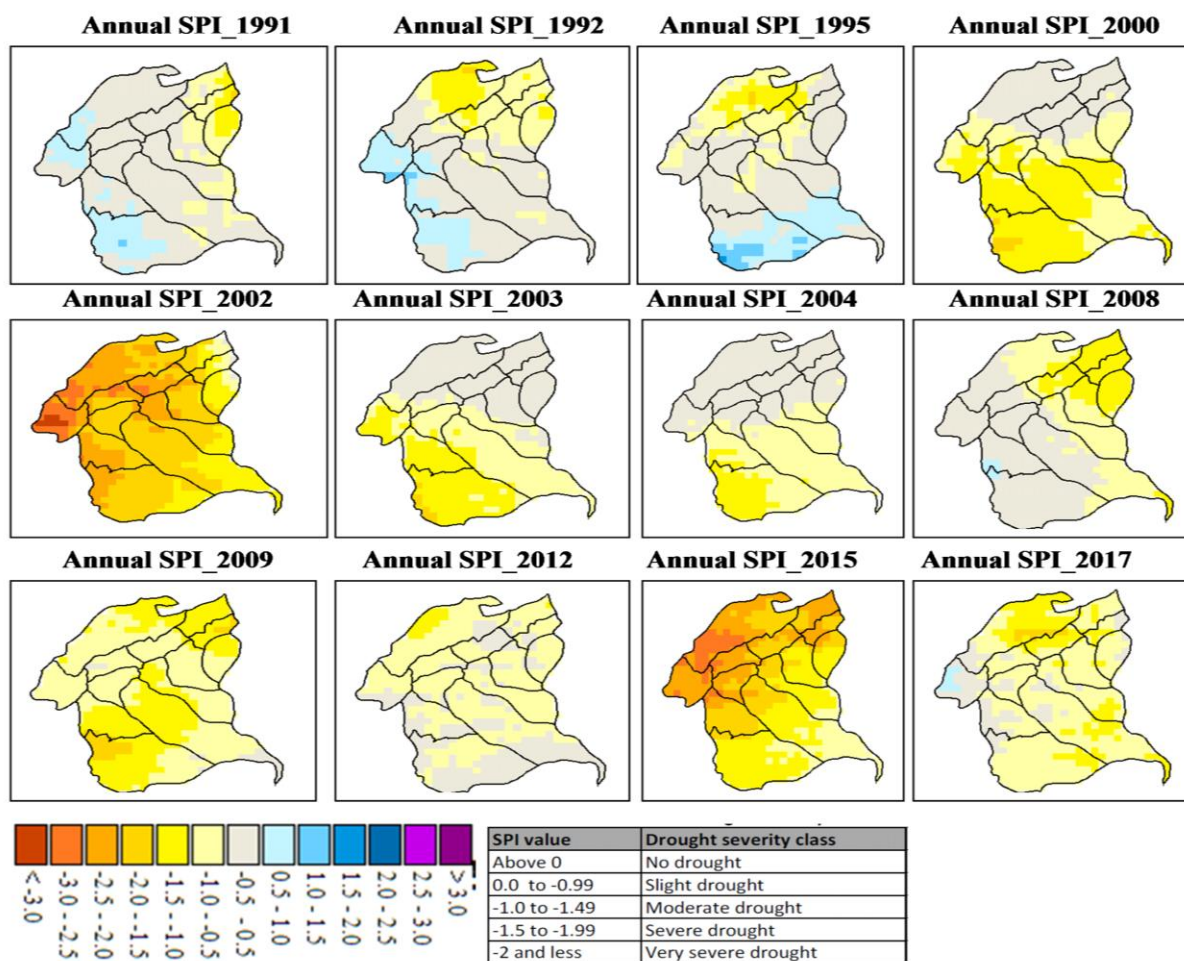 Annual SPI_1991 Annual SPI_1992 Annual SPI_1995 Annual SPI_2000
Annual SPI_2002 Annual SPI_2003 Annual SPI_2004 Annual SPI_2008
Annual SPI_2009 Annual SPI_2012 Annual SPI_2015 Annual SPI_2017
< -3.0
-3.0 - -2.5
-2.5 - -2.0
-2.0 - -1.5
-1.5 - -1.0
-1.0 - -0.5
-0.5 - 0.5
0.5 - 1.0
1.0 - 1.5
1.5 - 2.0
2.0 - 2.5
2.5 - 3.0
> 3.0
SPI value Drought severity class
Above 0 No drought
0.0 to -0.99 Slight drought
-1.0 to -1.49 Moderate drought
-1.5 to -1.99 Severe drought
-2 and less Very severe drought